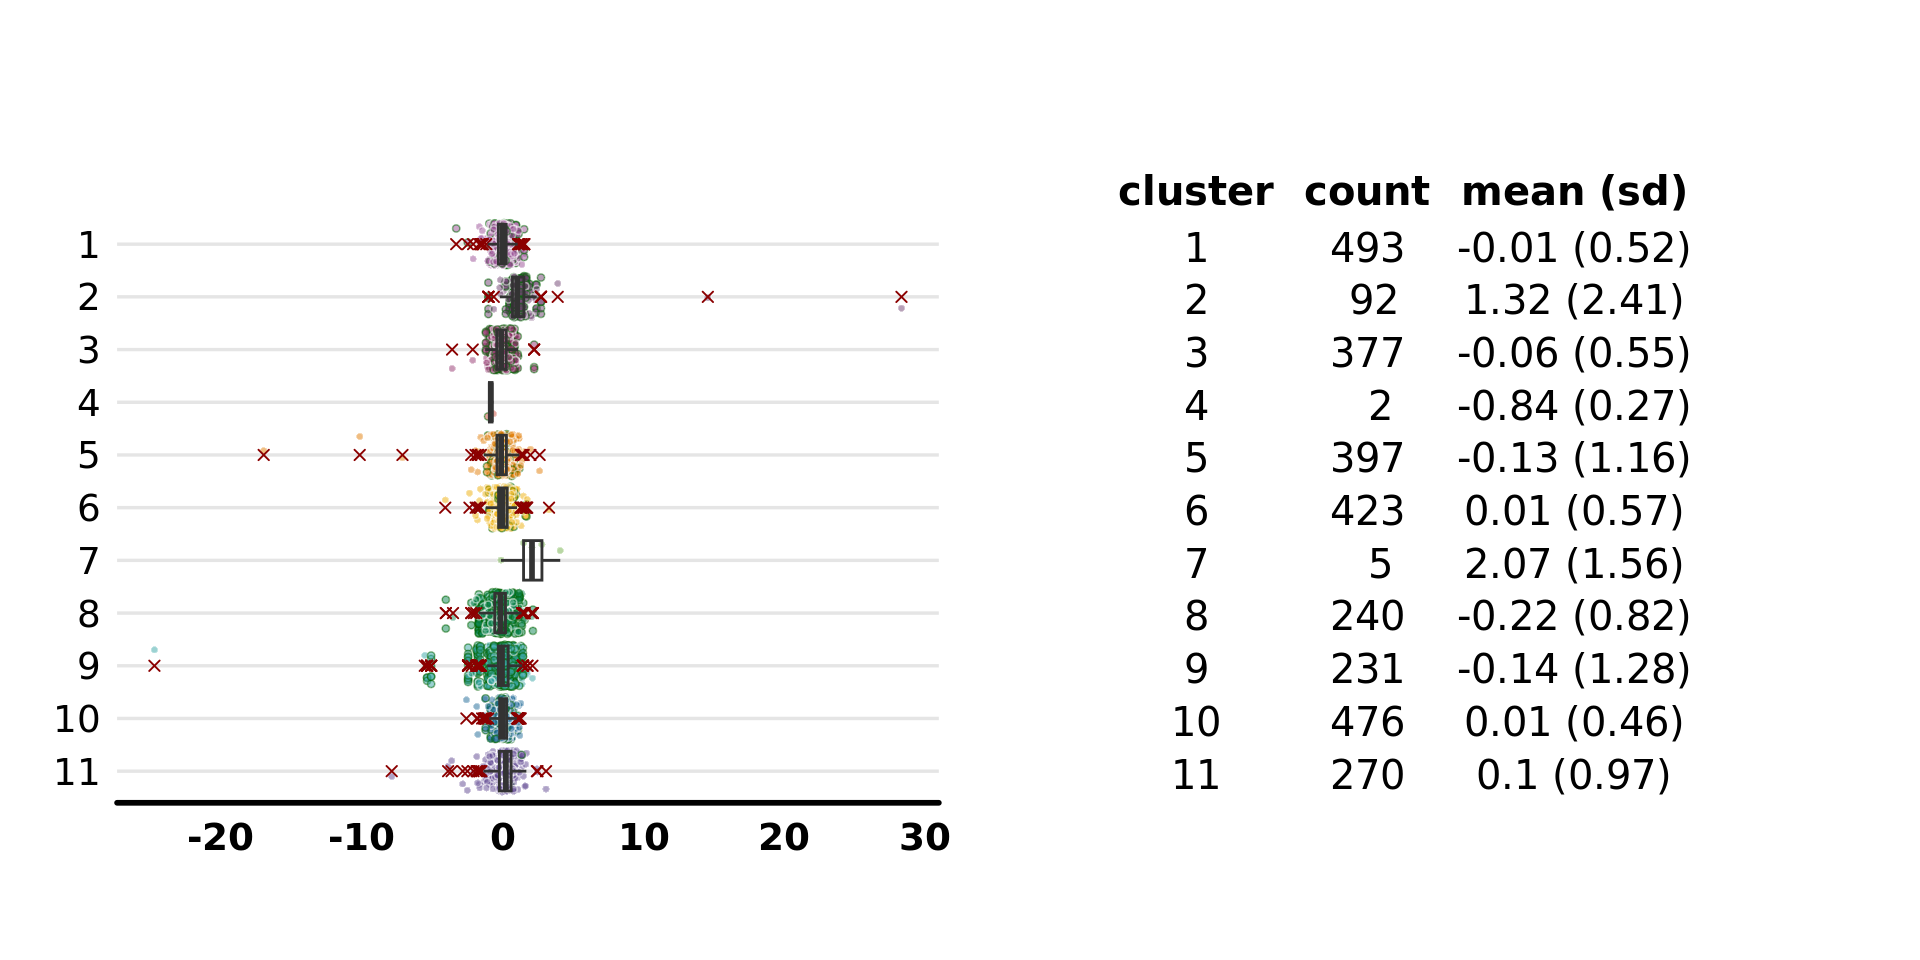 cluster count mean (sd)
1 1 493 -0.01 (0.52)
2 2 92 1.32 (2.41)
3 3 377 -0.06 (0.55)
4 4 2 -0.84 (0.27)
5 5 397 -0.13 (1.16)
6 6 423 0.01 (0.57)
7 7 5 2.07 (1.56)
8 8 240 -0.22 (0.82)
9 9 231 -0.14 (1.28)
10 10 476 0.01 (0.46)
11 11 270 0.1 (0.97)
-20 -10 0 10 20 30